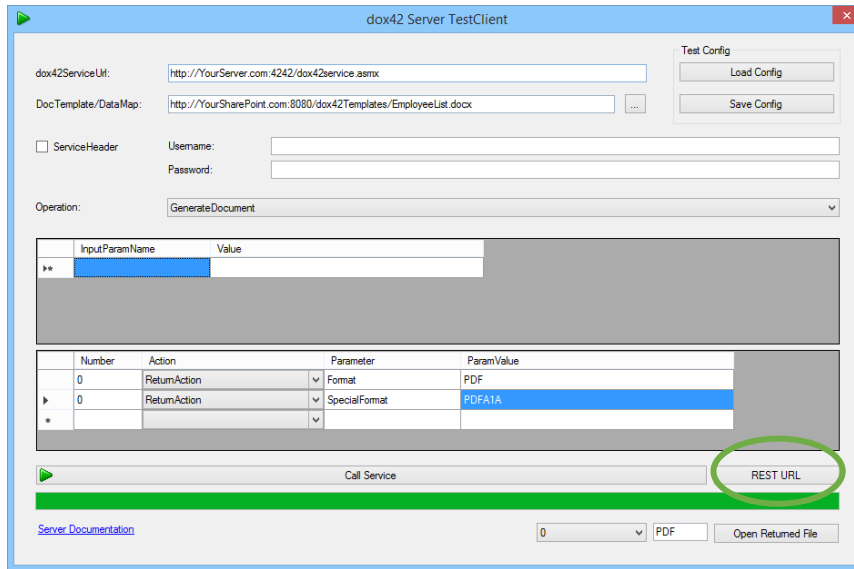 dox42 Server TestClient
Test Config
dox42ServiceUrl: http://YourServer.com:4242/dox42service.asmx Load Config
DocTemplate/DataMap: http://YourSharePoint.com:8080/dox42Templates/EmployeeList.docx ... Save Config
ServiceHeader Username:
Password:
Operation: GenerateDocument
InputParamName Value
Number Action Parameter ParamValue
0 ReturnAction Format PDF
0 ReturnAction SpecialFormat PDFA1A
Call Service REST URL
Server Documentation 0 PDF Open Returned File